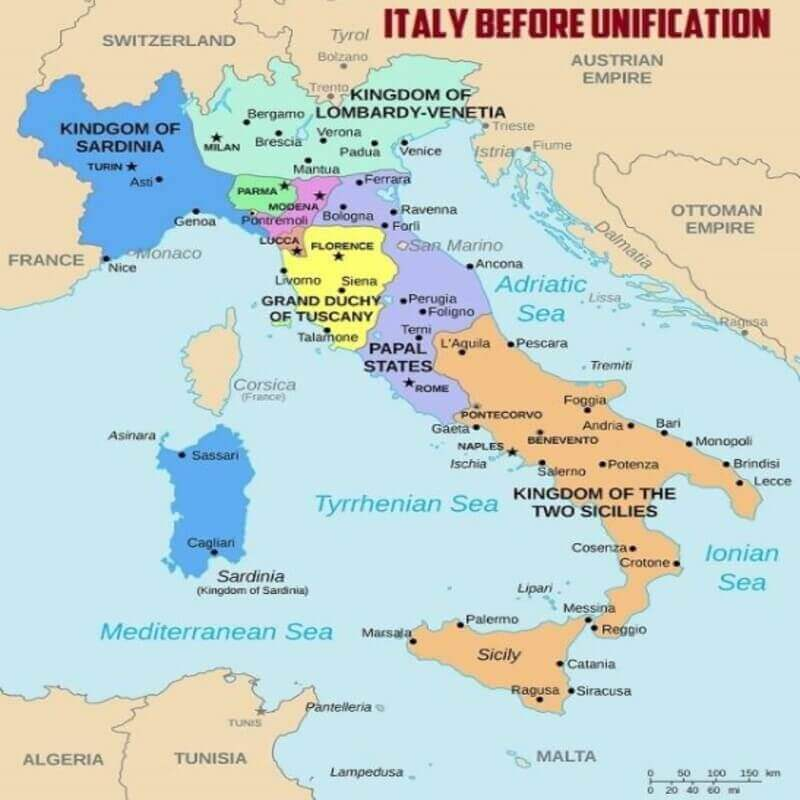 ITALY BEFORE UNIFICATION
SWITZERLAND
Tyrol
Bolzano
AUSTRIAN
EMPIRE
Trento
KINGDOM OF
LOMBARDY-VENETIA
Bergamo
KINDGOM OF
SARDINIA
MILAN
Brescia
Verona
Padua
Venice
Trieste
Istria
Fiume
TURIN
Asti
Mantua
PARMA
MODENA
Ferrara
Genoa
Pontremoli
Bologna
Ravenna
Forlì
OTTOMAN
EMPIRE
Dalmatia
LUCCA
FLORENCE
San Marino
FRANCE
Monaco
Nice
Livorno
Siena
Ancona
Adriatic
Sea
Lissa
GRAND DUCHY
OF TUSCANY
Perugia
Foligno
Ragusa
Talamone
Terni
PAPAL
STATES
L'Aquila
Pescara
Tremiti
Corsica
(France)
ROME
Foggia
PONTECORVO
Gaeta
Andria
Bari
BENEVENTO
Monopoli
Asinara
Sassari
NAPLES
Ischia
Salerno
Potenza
Brindisi
Lecce
Tyrrhenian Sea
KINGDOM OF THE
TWO SICILIES
Cagliari
Cosenza
Crotone
Ionian
Sea
Sardinia
(Kingdom of Sardinia)
Lipari
Messina
Reggio
Mediterranean Sea
Palermo
Marsala
Sicily
Catania
Ragusa
Siracusa
Pantelleria
TUNIS
ALGERIA
TUNISIA
MALTA
Lampedusa
0 50 100 150 km
0 20 40 60 mi